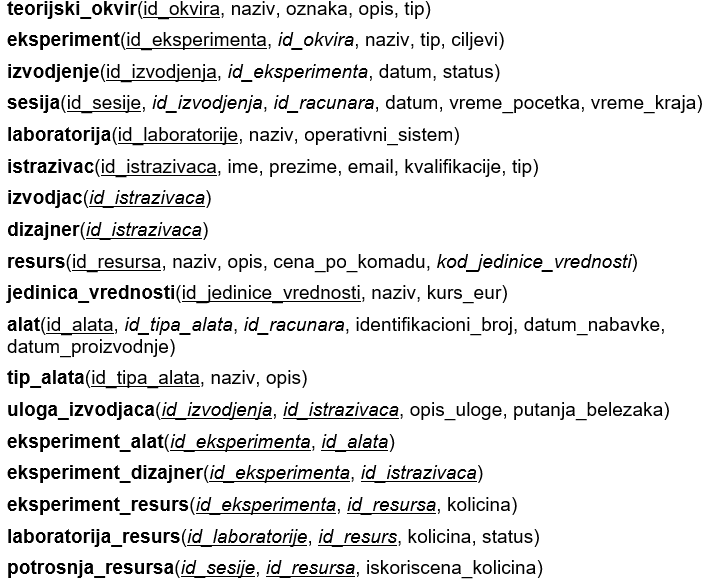 teorijski_okvir(id_okvira, naziv, oznaka, opis, tip)
eksperiment(id_eksperimenta, id_okvira, naziv, tip, ciljevi)
izvodjenje(id_izvodjenja, id_eksperimenta, datum, status)
sesija(id_sesije, id_izvodjenja, id_racunara, datum, vreme_pocetka, vreme_kraja)
laboratorija(id_laboratorije, naziv, operativni_sistem)
istrazivac(id_istrazivaca, ime, prezime, email, kvalifikacije, tip)
izvodjac(id_istrazivaca)
dizajner(id_istrazivaca)
resurs(id_resursa, naziv, opis, cena_po_komadu, kod_jedinice_vrednosti)
jedinica_vrednosti(id_jedinice_vrednosti, naziv, kurs_eur)
alat(id_alata, id_tipa_alata, id_racunara, identifikacioni_broj, datum_nabavke,
datum_proizvodnje)
tip_alata(id_tipa_alata, naziv, opis)
uloga_izvodjaca(id_izvodjenja, id_istrazivaca, opis_uloge, putanja_belezaka)
eksperiment_alat(id_eksperimenta, id_alata)
eksperiment_dizajner(id_eksperimenta, id_istrazivaca)
eksperiment_resurs(id_eksperimenta, id_resursa, kolicina)
laboratorija_resurs(id_laboratorije, id_resurs, kolicina, status)
potrosnja_resursa(id_sesije, id_resursa, iskoriscena_kolicina)